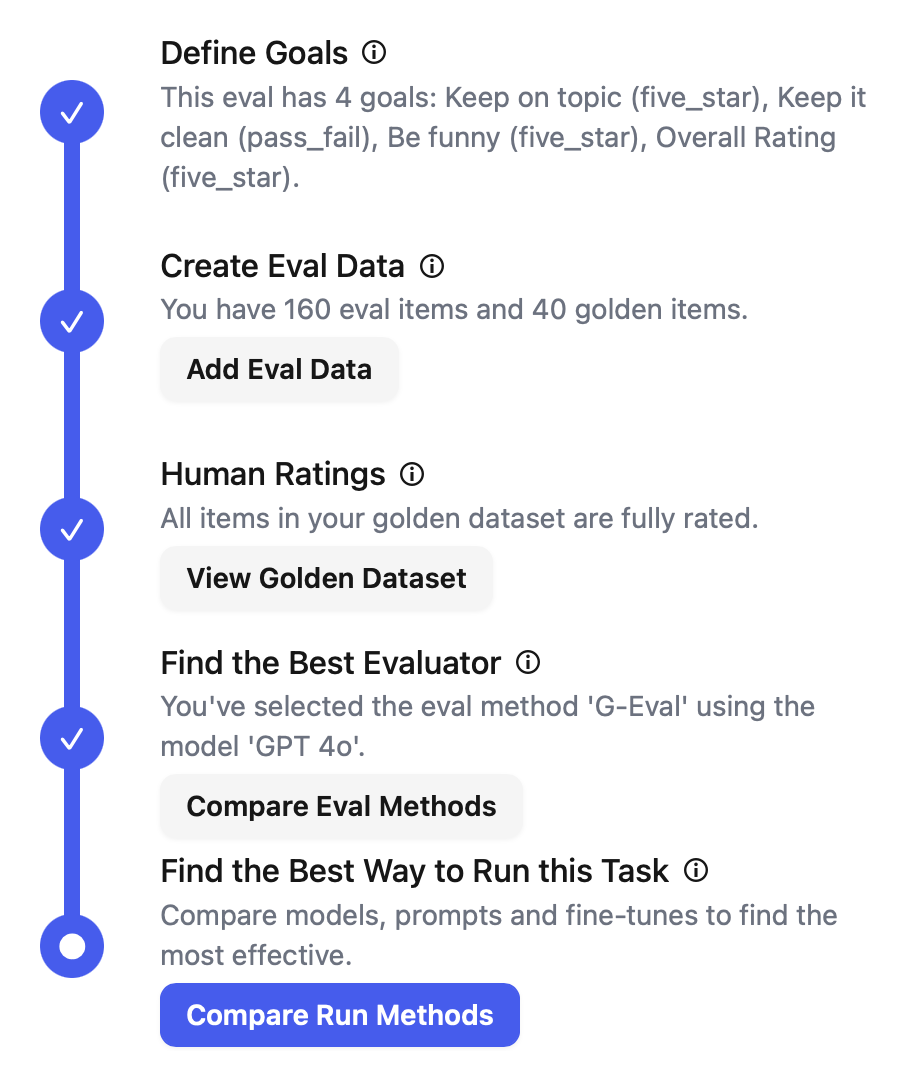 Define Goals
This eval has 4 goals: Keep on topic (five_star), Keep it
clean (pass_fail), Be funny (five_star), Overall Rating
(five_star).
Create Eval Data
You have 160 eval items and 40 golden items.
Add Eval Data
Human Ratings
All items in your golden dataset are fully rated.
View Golden Dataset
Find the Best Evaluator
You've selected the eval method 'G-Eval' using the
model 'GPT 4o'.
Compare Eval Methods
Find the Best Way to Run this Task
Compare models, prompts and fine-tunes to find the
most effective.
Compare Run Methods